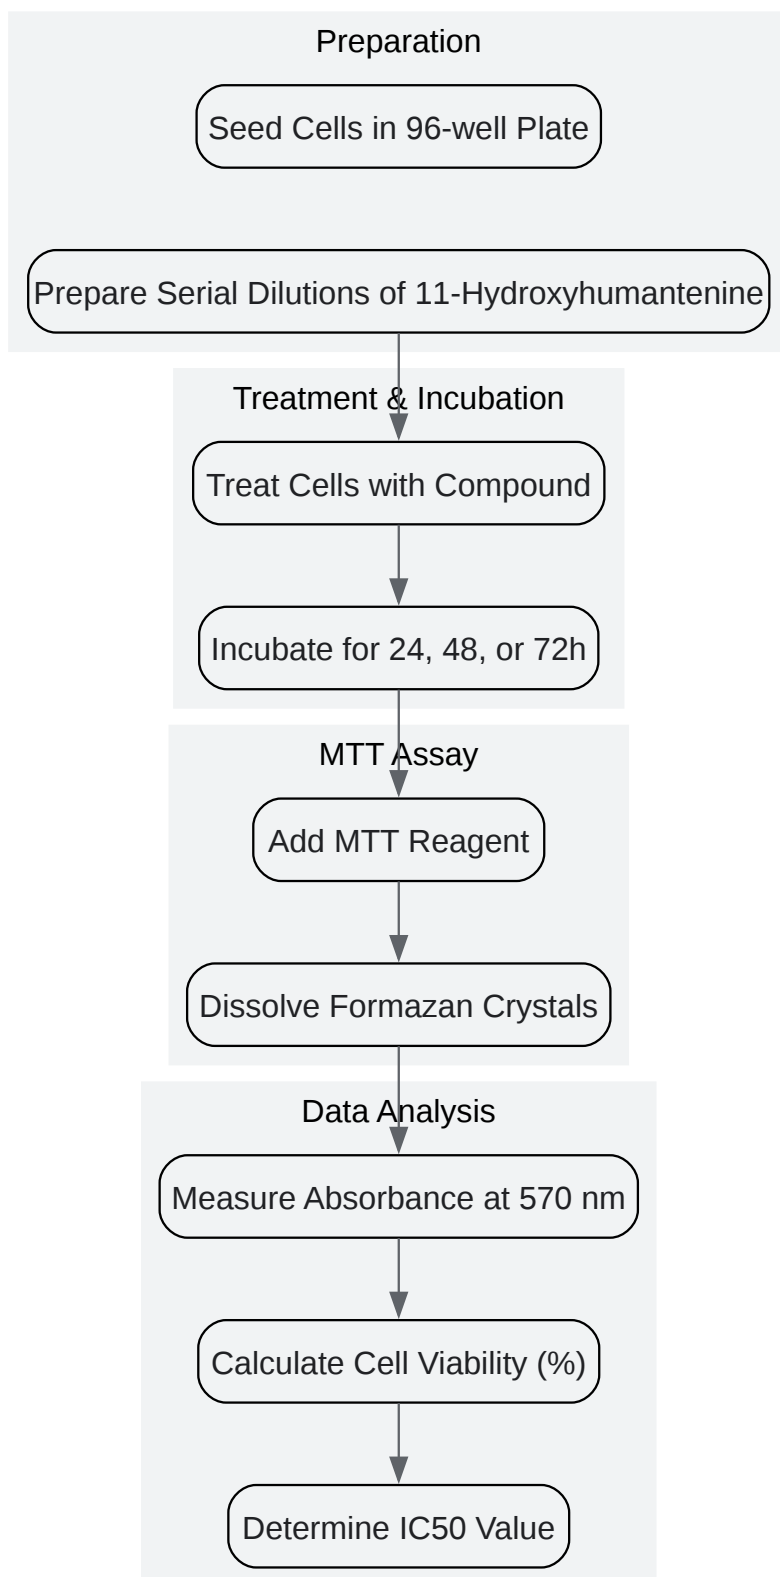 Preparation
Seed Cells in 96-well Plate
Prepare Serial Dilutions of 11-Hydroxyhumantenine
Treatment & Incubation
Treat Cells with Compound
Incubate for 24, 48, or 72h
MTT Assay
Add MTT Reagent
Dissolve Formazan Crystals
Data Analysis
Measure Absorbance at 570 nm
Calculate Cell Viability (%)
Determine IC50 Value